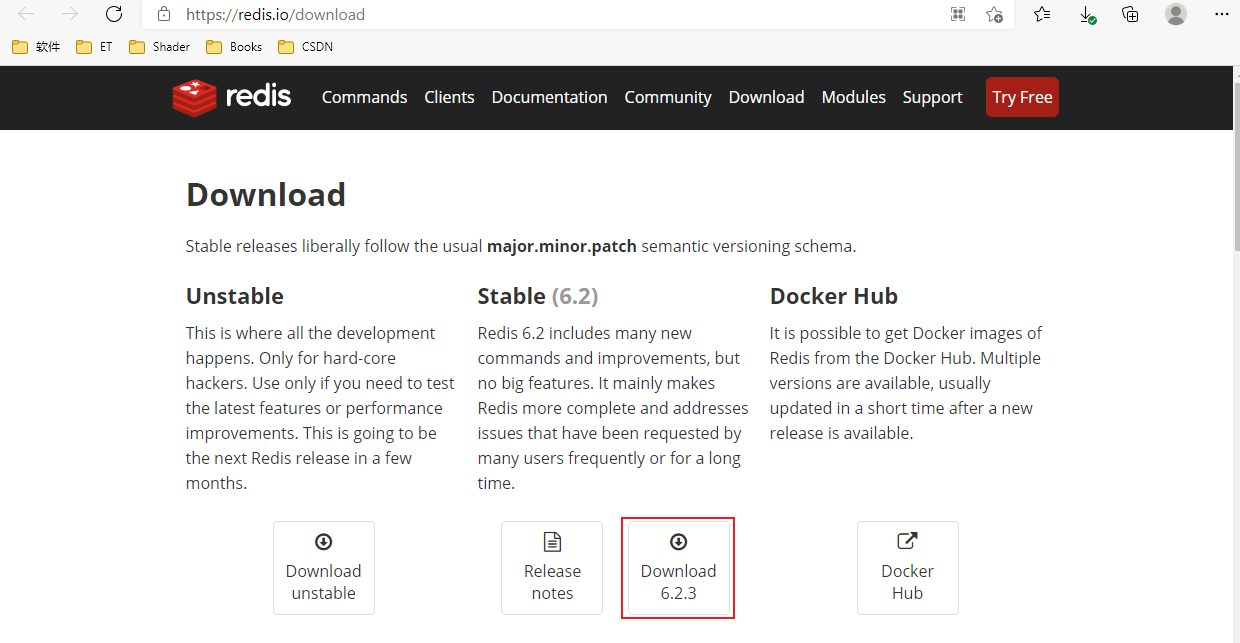 https://redis.io/download
软件 ET Shader Books CSDN
redis Commands Clients Documentation Community Download Modules Support Try Free
Download
Stable releases liberally follow the usual major.minor.patch semantic versioning schema.
Unstable
This is where all the development
happens. Only for hard-core
hackers. Use only if you need to test
the latest features or performance
improvements. This is going to be
the next Redis release in a few
months.
Download
unstable
Stable (6.2)
Redis 6.2 includes many new
commands and improvements, but
no big features. It mainly makes
Redis more complete and addresses
issues that have been requested by
many users frequently or for a long
time.
Release
notes
Download
6.2.3
Docker Hub
It is possible to get Docker images of
Redis from the Docker Hub. Multiple
versions are available, usually
updated in a short time after a new
release is available.
Docker
Hub